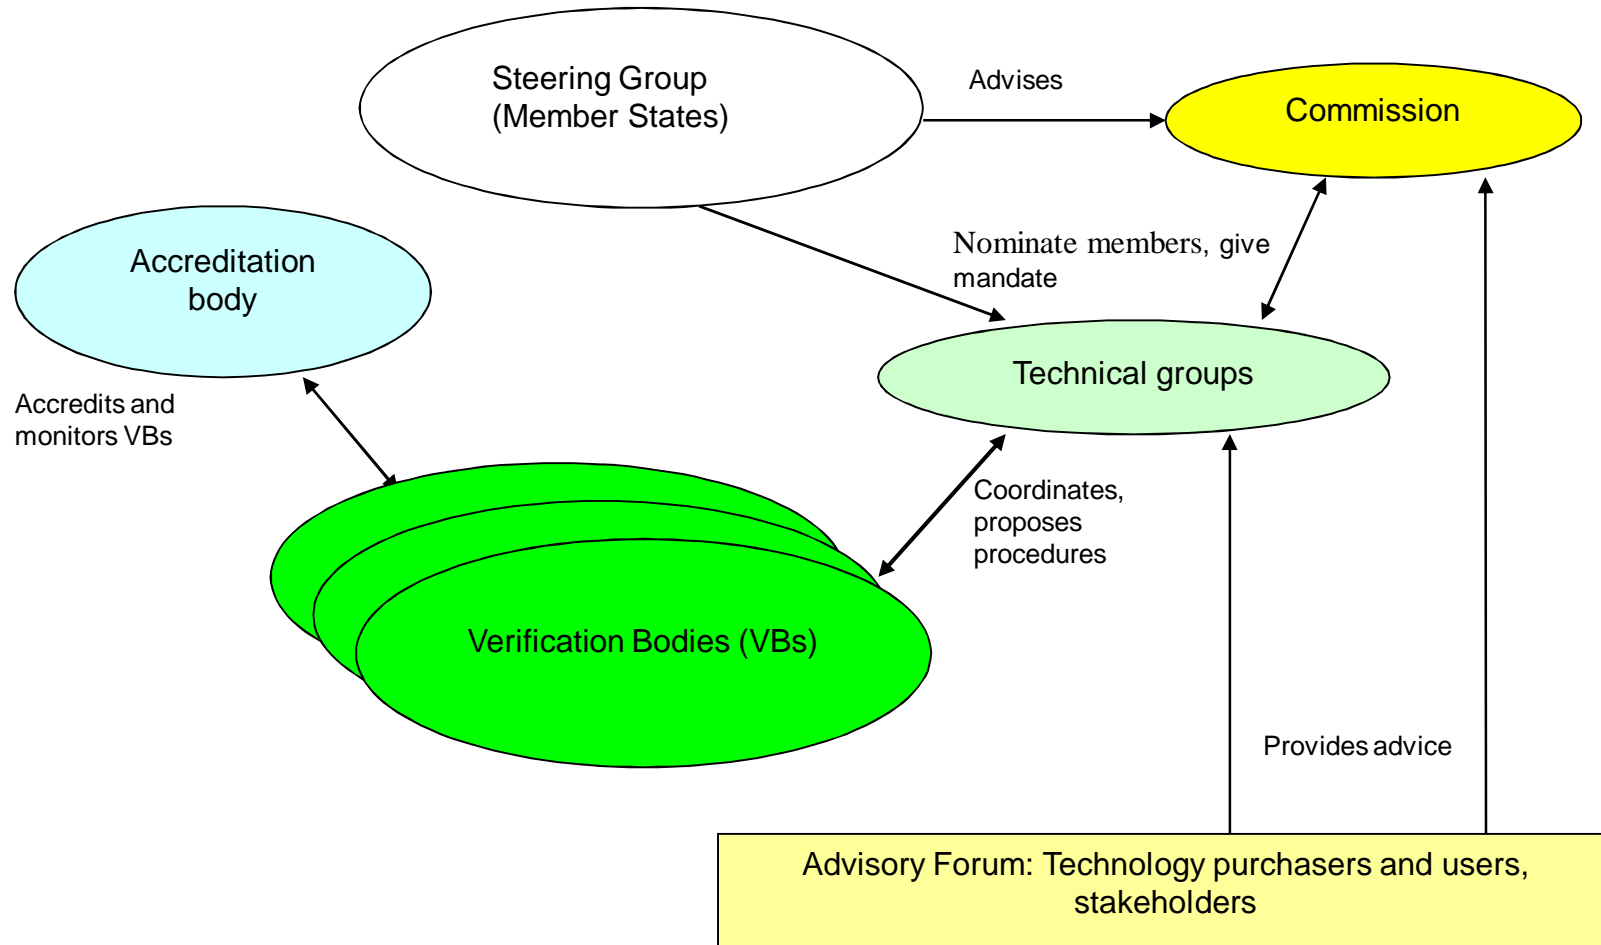 Steering Group
(Member States)
Advises
Commission
Accreditation
body
Nominate members, give
mandate
Technical groups
Accredits and
monitors VBs
Coordinates,
proposes
procedures
Verification Bodies (VBs)
Provides advice
Advisory Forum: Technology purchasers and users,
stakeholders